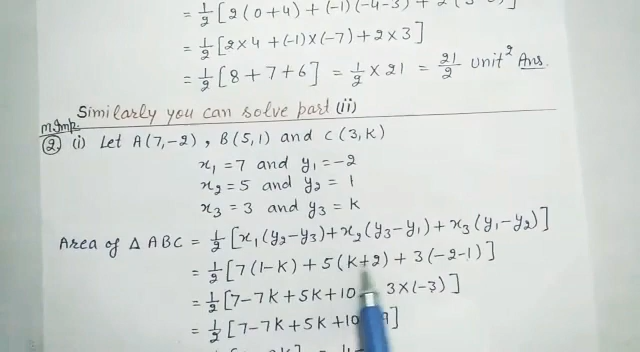 = 1/2 [2(0+4) + (-1)(-4-3) + 2(3-0)]
= 1/2 [2×4 + (-1)×(-7) + 2×3]
= 1/2 [8+7+6] = 1/2 × 21 = 21/2 unit² Ans.
Similarly you can solve part (ii)
M.Imp.
② (i) Let A(7,-2), B(5,1) and C(3,K)
x₁ = 7 and y₁ = -2
x₂ = 5 and y₂ = 1
x₃ = 3 and y₃ = K
Area of Δ ABC = 1/2 [x₁(y₂-y₃)+x₂(y₃-y₁)+x₃(y₁-y₂)]
= 1/2 [7(1-K) + 5(K+2) + 3(-2-1)]
= 1/2 [7-7K+5K+10 3×(-3)]
= 1/2 [7-7K+5K+10 9]